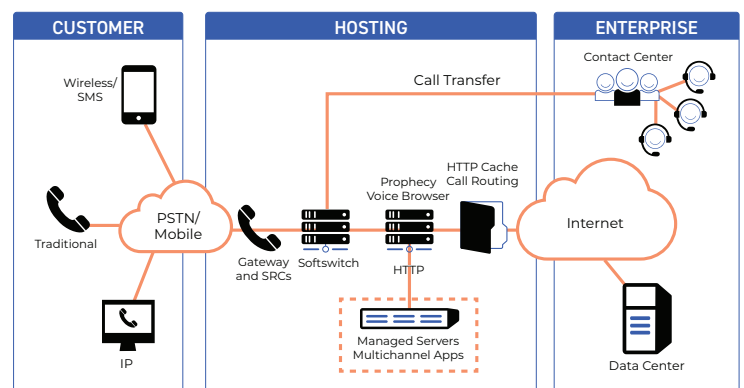 CUSTOMER
HOSTING
ENTERPRISE
Wireless/
SMS
Traditional
PSTN/
Mobile
IP
Call Transfer
Gateway
and SRCs
Softswitch
Prophecy
Voice Browser
HTTP
HTTP Cache
Call Routing
Managed Servers
Multichannel Apps
Contact Center
Internet
Data Center